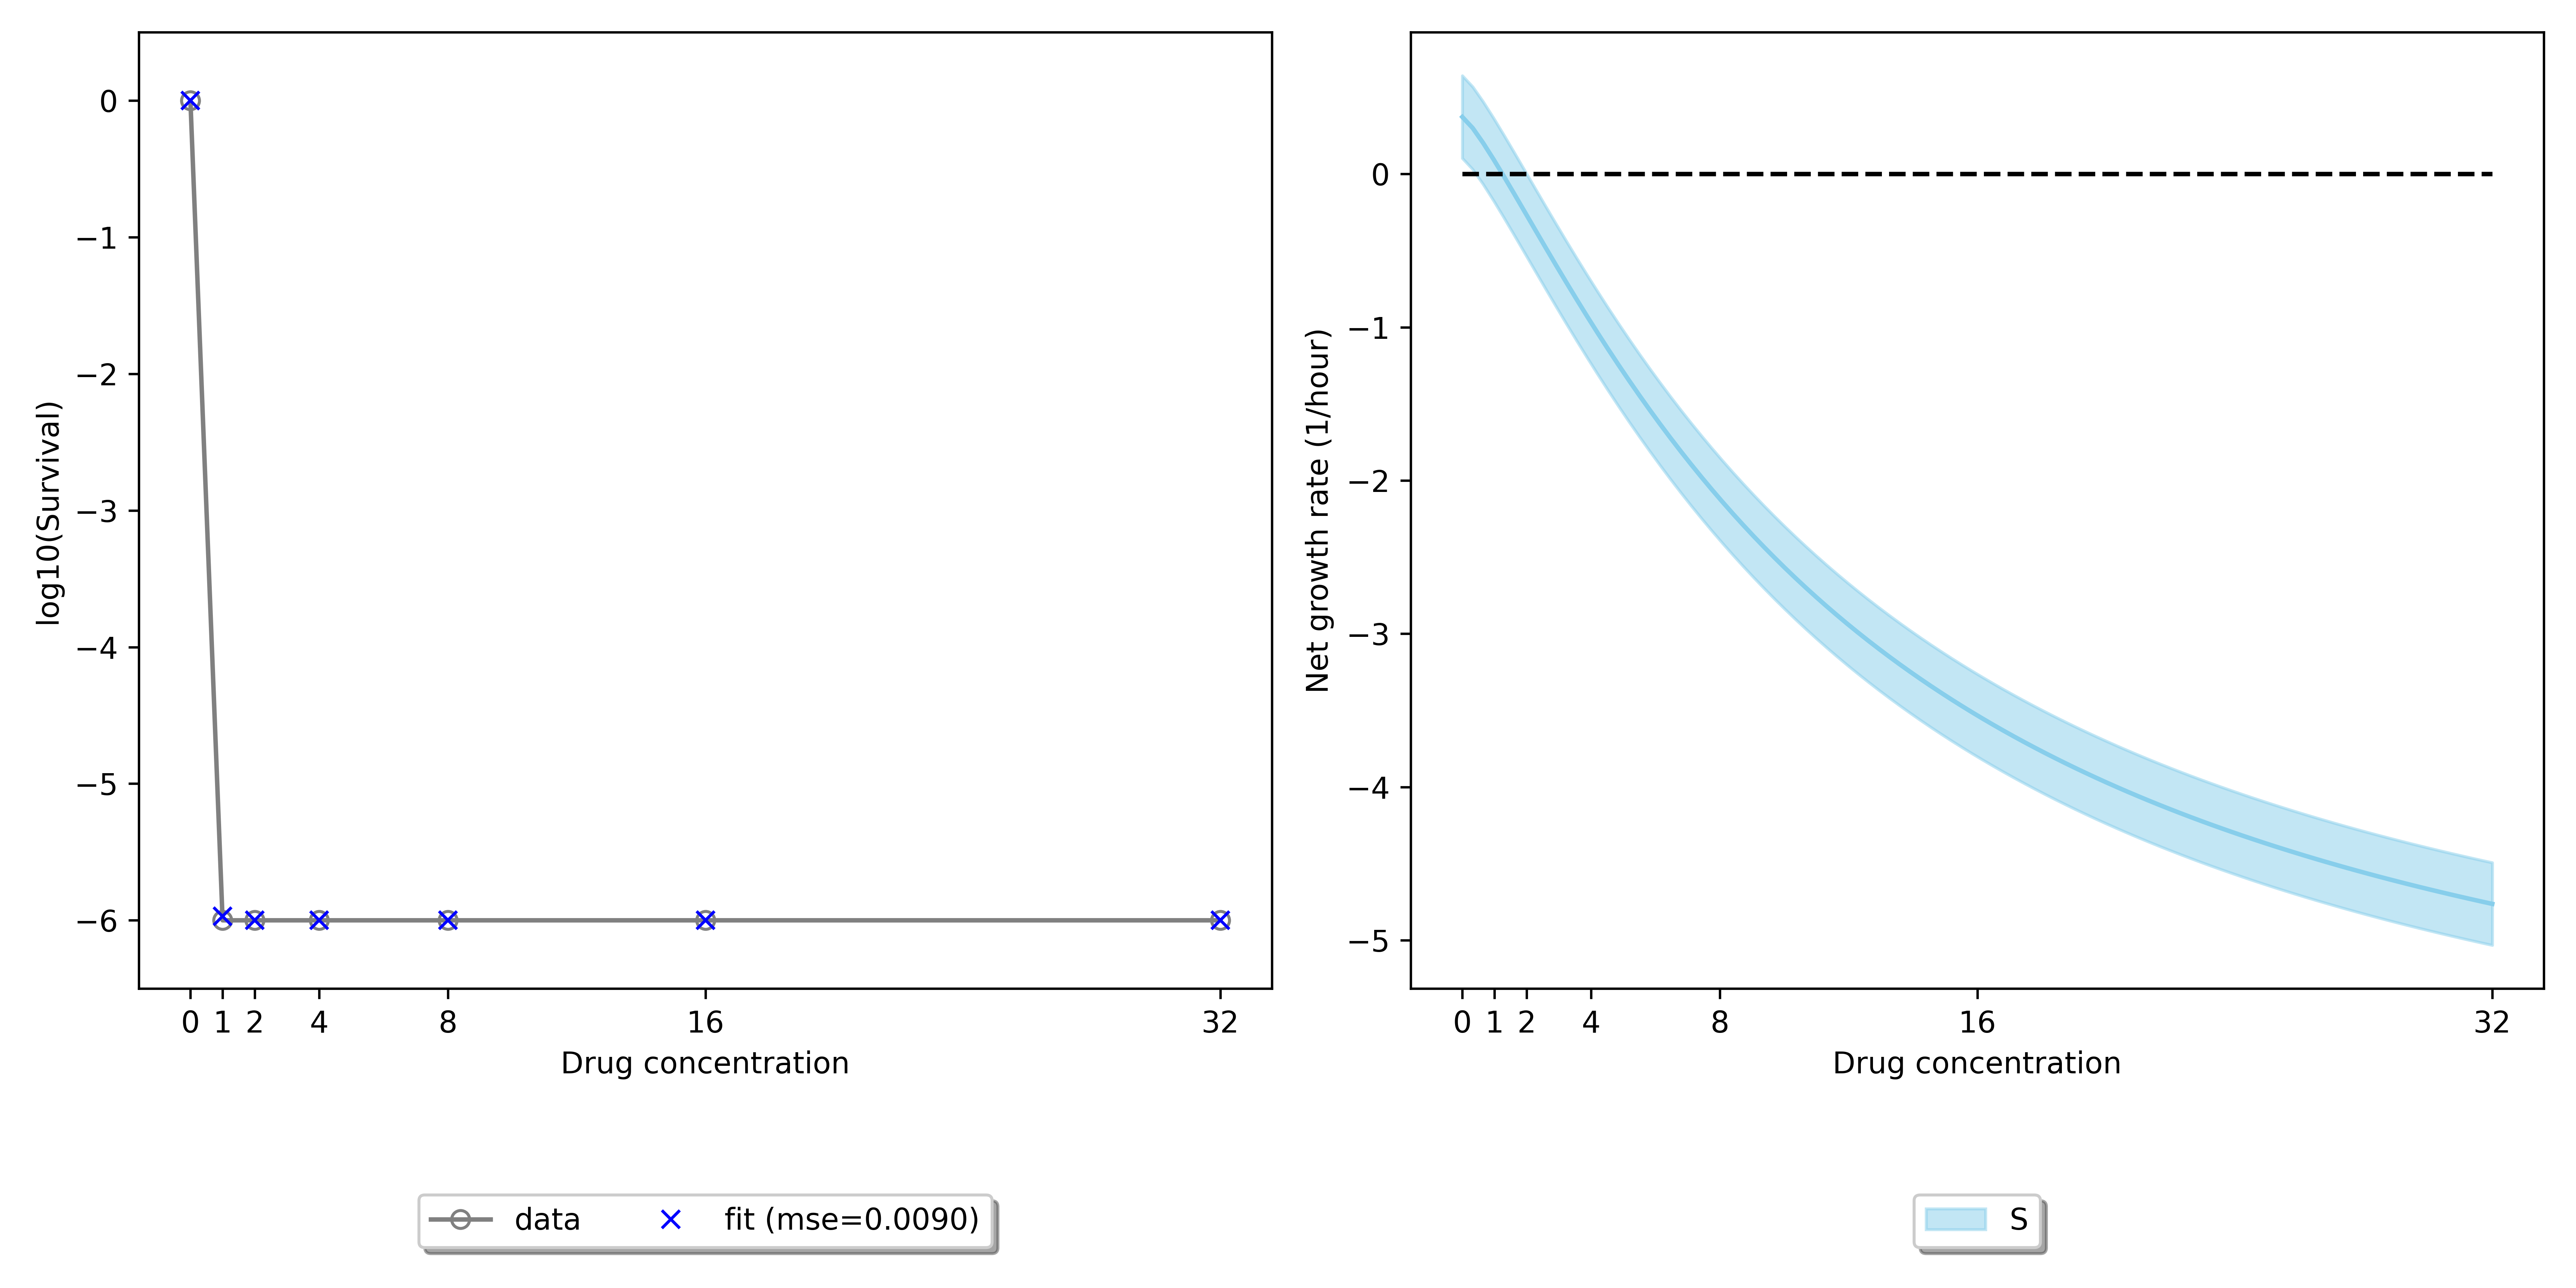 log10(Survival)
0
−1
−2
−3
−4
−5
−6
0 1 2 4 8 16 32
Drug concentration
data fit (mse=0.0090)
Net growth rate (1/hour)
0
−1
−2
−3
−4
−5
0 1 2 4 8 16 32
Drug concentration
S